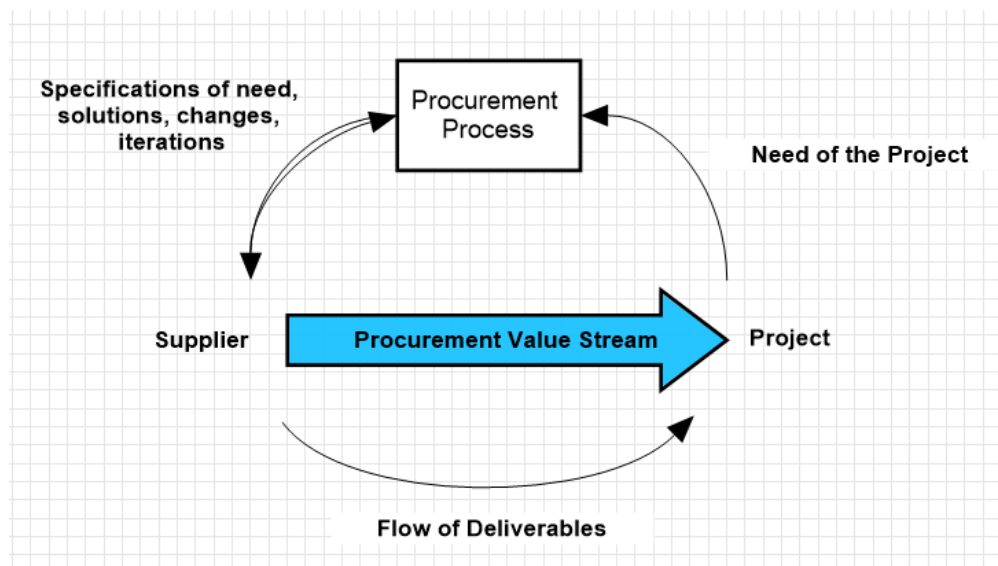 Specifications of need,
solutions, changes,
iterations
Procurement
Process
Need of the Project
Supplier
Procurement Value Stream
Project
Flow of Deliverables